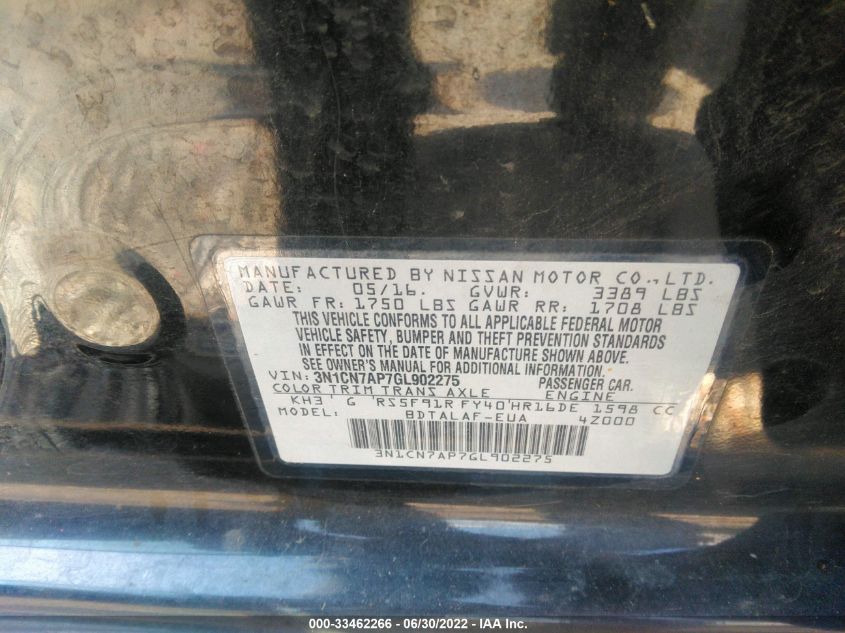 MANUFACTURED BY NISSAN MOTOR CO., LTD.
DATE: 05/16. GVWR: 3389 LBS
GAWR FR: 1750 LBS GAWR RR: 1708 LBS
THIS VEHICLE CONFORMS TO ALL APPLICABLE FEDERAL MOTOR
VEHICLE SAFETY, BUMPER AND THEFT PREVENTION STANDARDS
IN EFFECT ON THE DATE OF MANUFACTURE SHOWN ABOVE.
SEE OWNER'S MANUAL FOR ADDITIONAL INFORMATION.
VIN: 3N1CN7AP7GL902275 PASSENGER CAR.
COLOR TRIM TRANS AXLE ENGINE
KH3' G 'RS5F91R FY40'HR16DE 1598 CC
MODEL: BDTALAF-EUA 4Z000
3N1CN7AP7GL902275
000-33462266 - 06/30/2022 - IAA Inc.